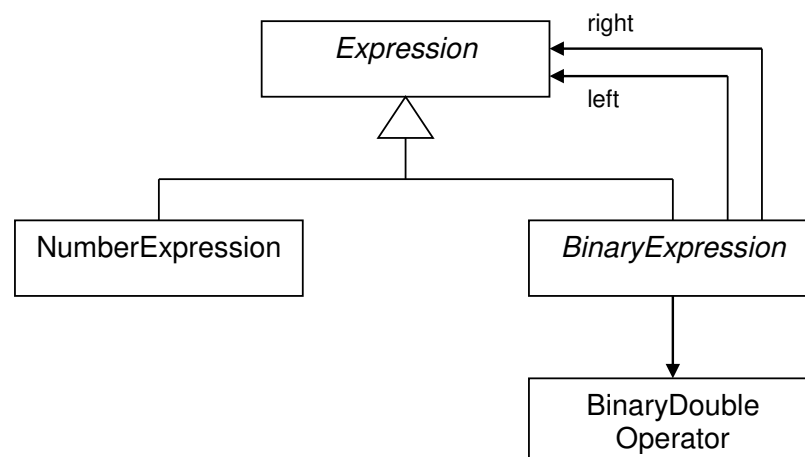 Expression
right
left
NumberExpression
BinaryExpression
BinaryDouble
Operator